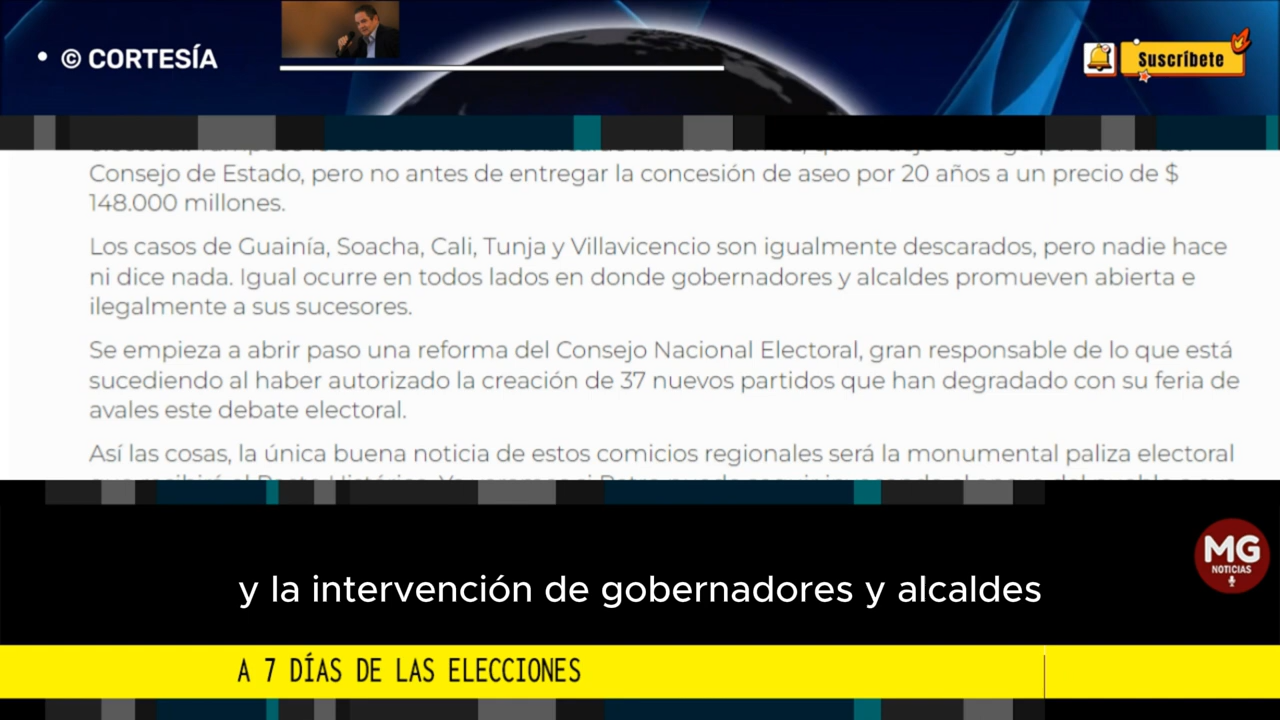 • © CORTESÍA
Suscríbete
Consejo de Estado, pero no antes de entregar la concesión de aseo por 20 años a un precio de $
148.000 millones.
Los casos de Guainía, Soacha, Cali, Tunja y Villavicencio son igualmente descarados, pero nadie hace
ni dice nada. Igual ocurre en todos lados en donde gobernadores y alcaldes promueven abierta e
ilegalmente a sus sucesores.
Se empieza a abrir paso una reforma del Consejo Nacional Electoral, gran responsable de lo que está
sucediendo al haber autorizado la creación de 37 nuevos partidos que han degradado con su feria de
avales este debate electoral.
Así las cosas, la única buena noticia de estos comicios regionales será la monumental paliza electoral
MG
NOTICIAS
y la intervención de gobernadores y alcaldes
A 7 DÍAS DE LAS ELECCIONES